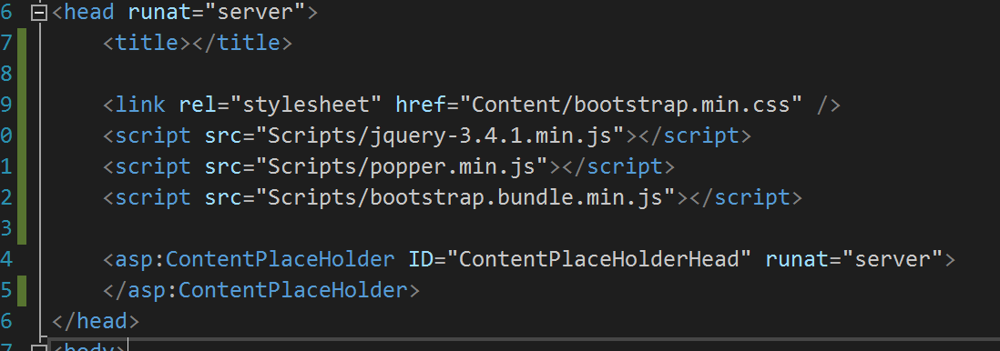 6 <head runat="server">
7 <title></title>
8
9 <link rel="stylesheet" href="Content/bootstrap.min.css" />
0 <script src="Scripts/jquery-3.4.1.min.js"></script>
1 <script src="Scripts/popper.min.js"></script>
2 <script src="Scripts/bootstrap.bundle.min.js"></script>
3
4 <asp:ContentPlaceHolder ID="ContentPlaceHolderHead" runat="server">
5 </asp:ContentPlaceHolder>
6 </head>
7 <body>